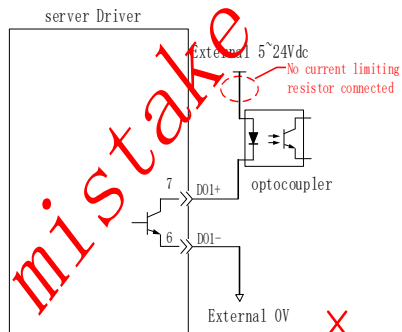 server Driver
External 5~24Vdc
No current limiting
resistor connected
optocoupler
7 DO1+
6 DO1-
External 0V
mistake
X